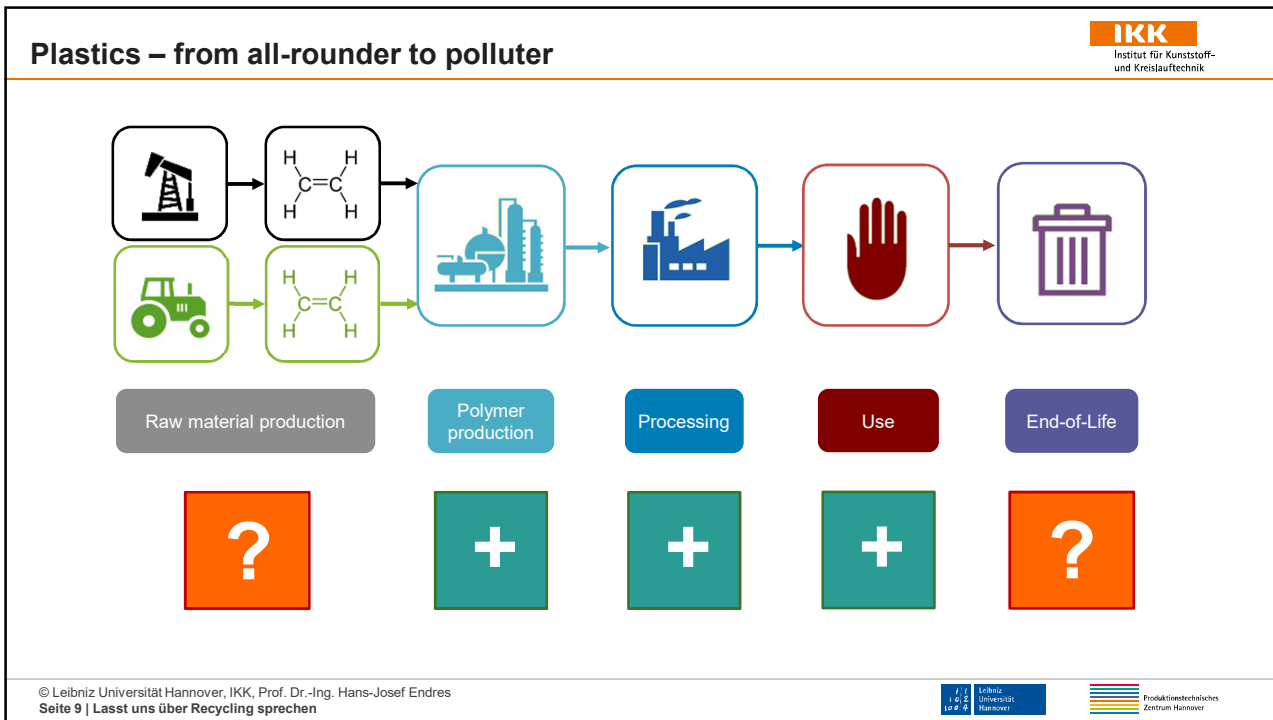 Plastics – from all-rounder to polluter
IKK
Institut für Kunststoff-
und Kreislauftechnik
H H
C=C
H H
H H
C=C
H H
Raw material production
Polymer
production
Processing
Use
End-of-Life
?
+
+
+
?
© Leibniz Universität Hannover, IKK, Prof. Dr.-Ing. Hans-Josef Endres
Seite 9 | Lasst uns über Recycling sprechen
Leibniz
Universität
Hannover
Produktionstechnisches
Zentrum Hannover